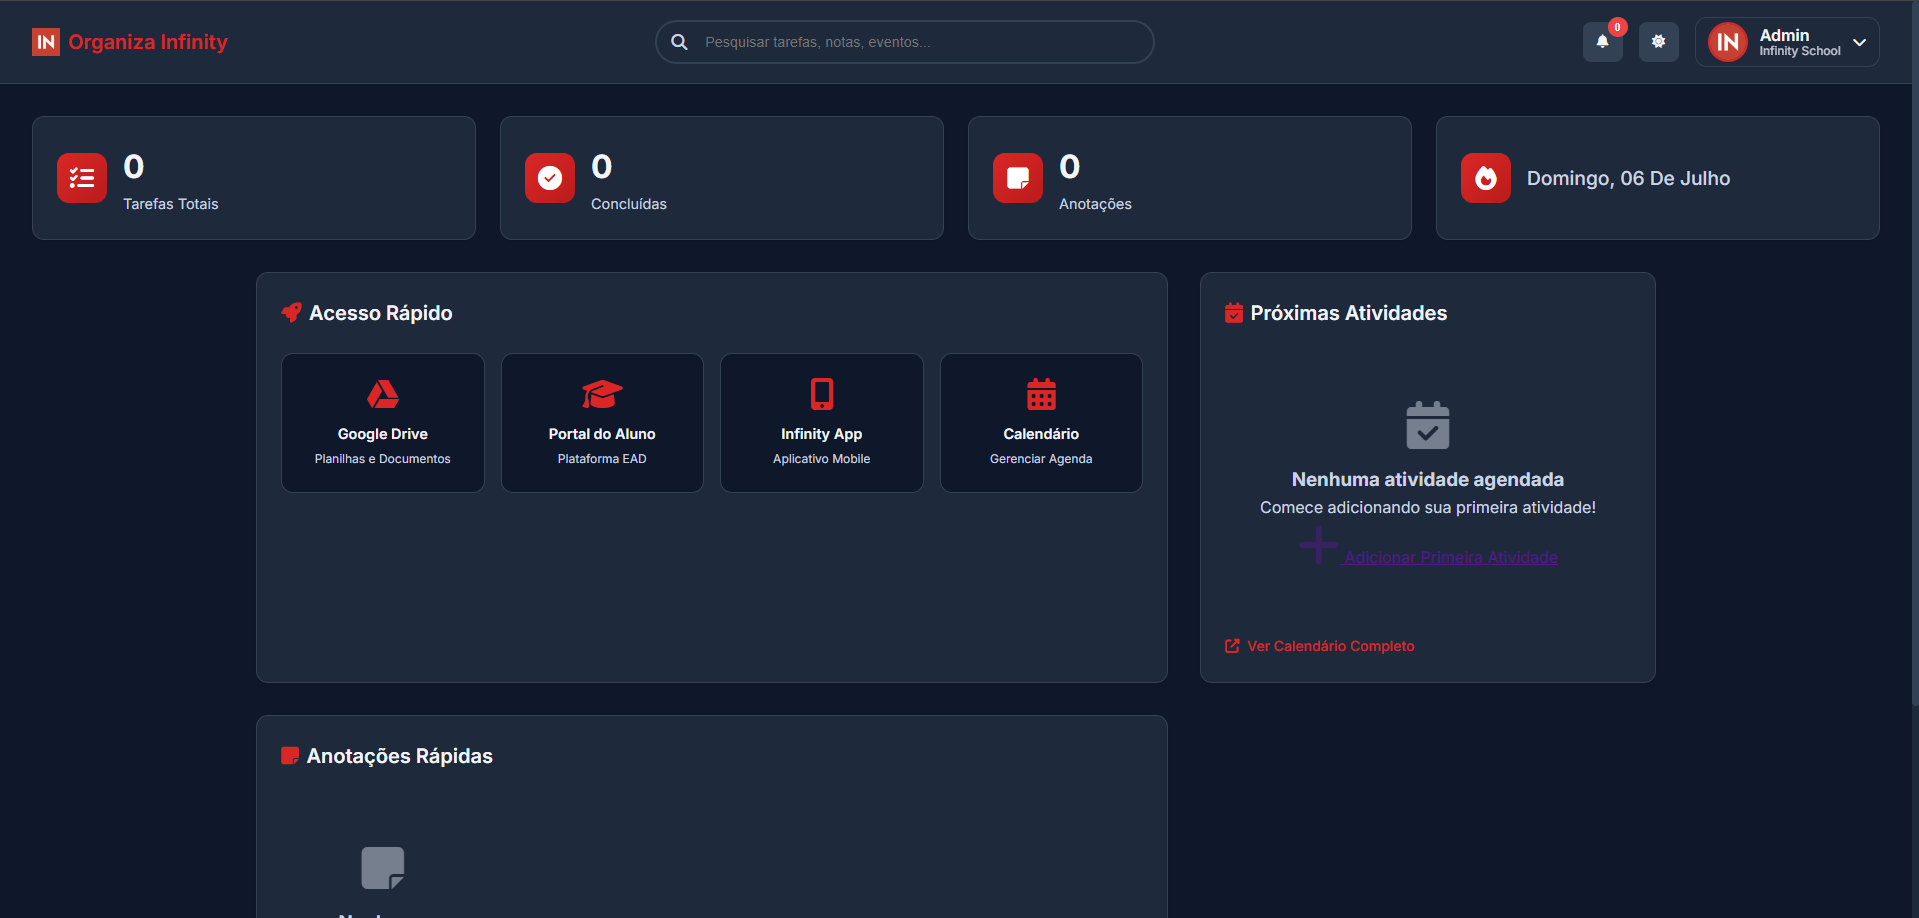 IN Organiza Infinity
Pesquisar tarefas, notas, eventos...
0
IN
Admin
Infinity School
0
Tarefas Totais
0
Concluídas
0
Anotações
Domingo, 06 De Julho
Acesso Rápido
Google Drive
Planilhas e Documentos
Portal do Aluno
Plataforma EAD
Infinity App
Aplicativo Mobile
Calendário
Gerenciar Agenda
Próximas Atividades
Nenhuma atividade agendada
Comece adicionando sua primeira atividade!
Adicionar Primeira Atividade
Ver Calendário Completo
Anotações Rápidas